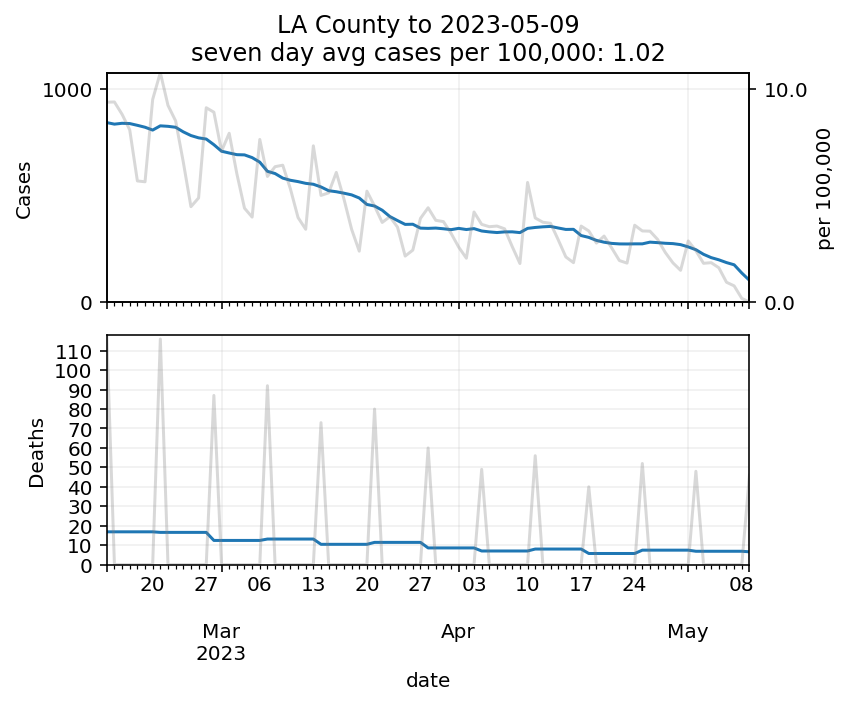 LA County to 2023-05-09
seven day avg cases per 100,000: 1.02
1000
0
Cases
10.0
0.0
per 100,000
110
100
90
80
70
60
50
40
30
20
10
0
Deaths
20 27 06 13 20 27 03 10 17 24 08
Mar Apr May
2023
date